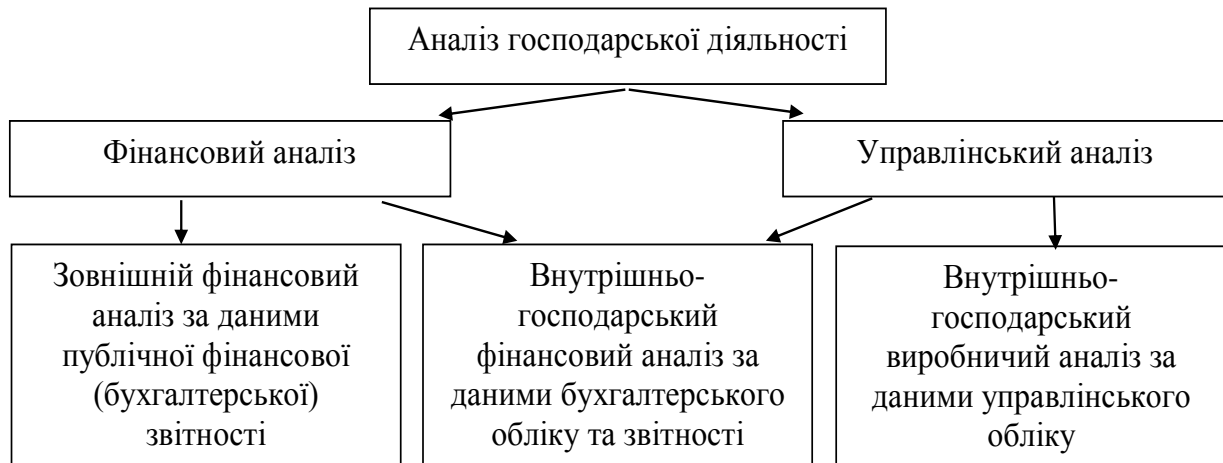 Аналіз господарської діяльності
Фінансовий аналіз
Управлінський аналіз
Зовнішній фінансовий
аналіз за даними
публічної фінансової
(бухгалтерської)
звітності
Внутрішньо-
господарський
фінансовий аналіз за
даними бухгалтерського
обліку та звітності
Внутрішньо-
господарський
виробничий аналіз за
даними управлінського
обліку